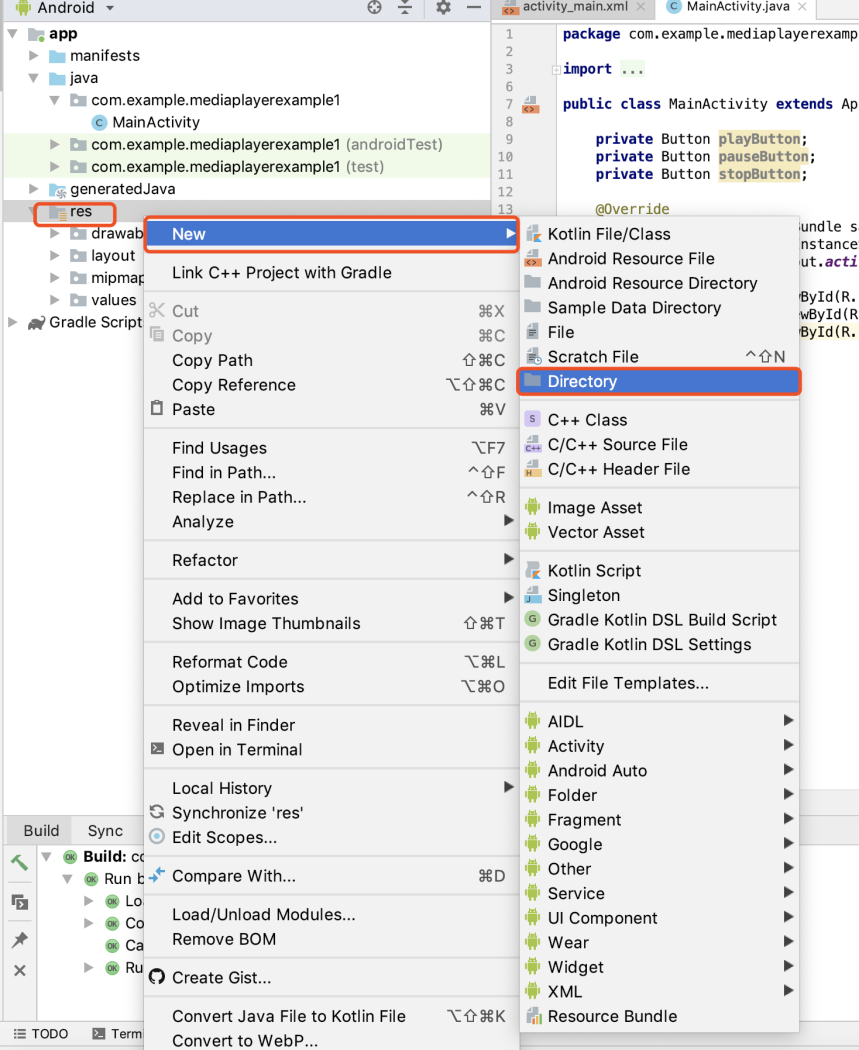 Android
app
manifests
java
com.example.mediaplayerexample1
MainActivity
com.example.mediaplayerexample1 (androidTest)
com.example.mediaplayerexample1 (test)
generatedJava
res
drawab
layout
mipmap
values
Gradle Script
activity_main.xml
MainActivity.java
1 package com.example.mediaplayerexamp
2
3 import ...
6
7 public class MainActivity extends Ap
8
9 private Button playButton;
10 private Button pauseButton;
11 private Button stopButton;
12
13 @Override
Bundle sa
nstance
ut.acti
yById(R.
ewById(R
yById(R.
New
Link C++ Project with Gradle
Cut ⌘X
Copy ⌘C
Copy Path ⇧⌘C
Copy Reference ⌥⇧⌘C
Paste ⌘V
Find Usages ⌥F7
Find in Path... ^⇧F
Replace in Path... ^⇧R
Analyze
Refactor
Add to Favorites
Show Image Thumbnails ⇧⌘T
Reformat Code ⌥⌘L
Optimize Imports ⌥⌘O
Reveal in Finder
Open in Terminal
Local History
Synchronize 'res'
Edit Scopes...
Compare With... ⌘D
Load/Unload Modules...
Remove BOM
Create Gist...
Convert Java File to Kotlin File ⌥⇧⌘K
Convert to WebP...
Kotlin File/Class
Android Resource File
Android Resource Directory
Sample Data Directory
File
Scratch File ^⇧N
Directory
C++ Class
C/C++ Source File
C/C++ Header File
Image Asset
Vector Asset
Kotlin Script
Singleton
Gradle Kotlin DSL Build Script
Gradle Kotlin DSL Settings
Edit File Templates...
AIDL
Activity
Android Auto
Folder
Fragment
Google
Other
Service
UI Component
Wear
Widget
XML
Resource Bundle
Build Sync
Build: co
Run b
Lo
Co
Ca
Ru
TODO Termi